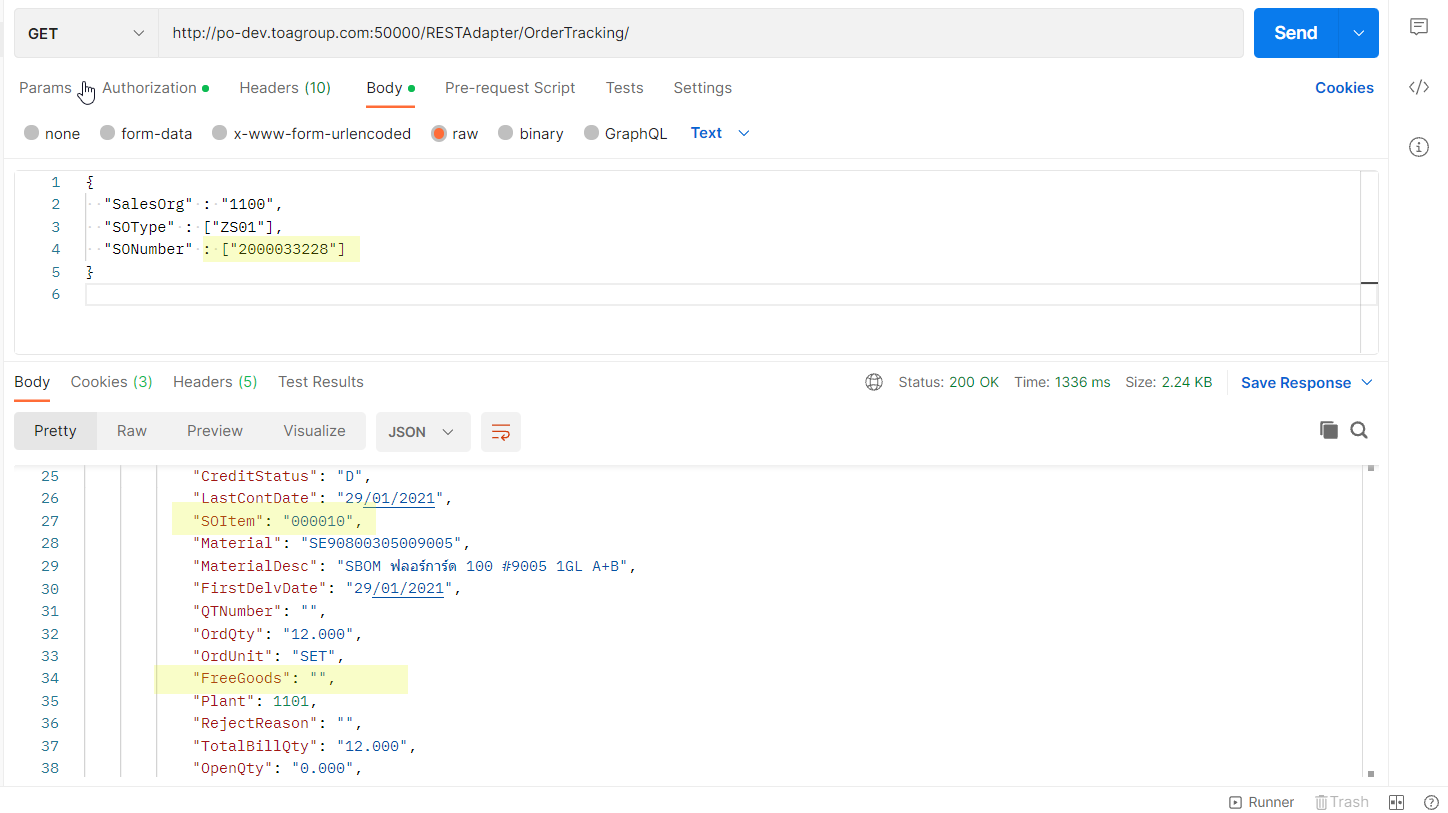 GET
http://po-dev.toagroup.com:50000/RESTAdapter/OrderTracking/
Send
Params Authorization Headers (10) Body Pre-request Script Tests Settings Cookies
none form-data x-www-form-urlencoded raw binary GraphQL Text
1 {
2 "SalesOrg" : "1100",
3 "SOType" : ["ZS01"],
4 "SONumber" : ["2000033228"]
5 }
6
Body Cookies (3) Headers (5) Test Results Status: 200 OK Time: 1336 ms Size: 2.24 KB Save Response
Pretty Raw Preview Visualize JSON
25 "CreditStatus": "D",
26 "LastContDate": "29/01/2021",
27 "SOItem": "000010",
28 "Material": "SE90800305009005",
29 "MaterialDesc": "SBOM ฟลอร์การ์ด 100 #9005 1GL A+B",
30 "FirstDelvDate": "29/01/2021",
31 "QTNumber": "",
32 "OrdQty": "12.000",
33 "OrdUnit": "SET",
34 "FreeGoods": "",
35 "Plant": 1101,
36 "RejectReason": "",
37 "TotalBillQty": "12.000",
38 "OpenQty": "0.000",
Runner Trash